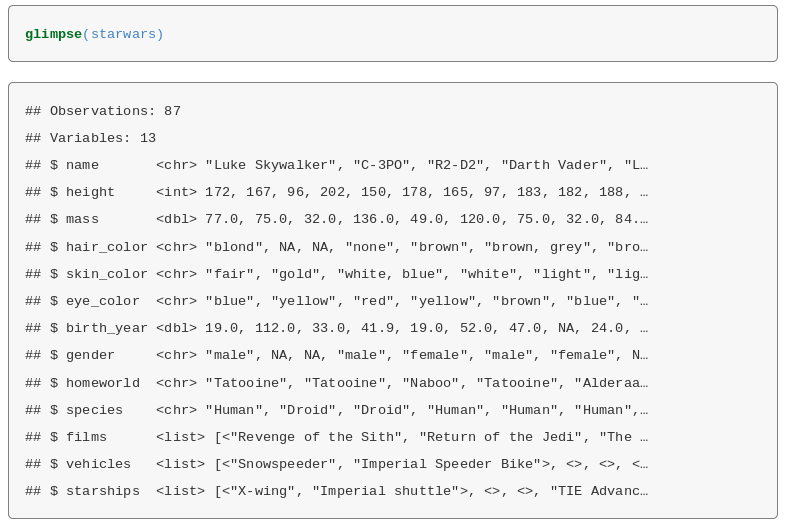 glimpse(starwars)
## Observations: 87
## Variables: 13
## $ name       <chr> "Luke Skywalker", "C-3PO", "R2-D2", "Darth Vader", "L…
## $ height     <int> 172, 167, 96, 202, 150, 178, 165, 97, 183, 182, 188, …
## $ mass       <dbl> 77.0, 75.0, 32.0, 136.0, 49.0, 120.0, 75.0, 32.0, 84.…
## $ hair_color <chr> "blond", NA, NA, "none", "brown", "brown, grey", "bro…
## $ skin_color <chr> "fair", "gold", "white, blue", "white", "light", "lig…
## $ eye_color  <chr> "blue", "yellow", "red", "yellow", "brown", "blue", "…
## $ birth_year <dbl> 19.0, 112.0, 33.0, 41.9, 19.0, 52.0, 47.0, NA, 24.0, …
## $ gender     <chr> "male", NA, NA, "male", "female", "male", "female", N…
## $ homeworld  <chr> "Tatooine", "Tatooine", "Naboo", "Tatooine", "Alderaa…
## $ species    <chr> "Human", "Droid", "Droid", "Human", "Human", "Human",…
## $ films      <list> [<"Revenge of the Sith", "Return of the Jedi", "The …
## $ vehicles   <list> [<"Snowspeeder", "Imperial Speeder Bike">, <>, <>, <…
## $ starships  <list> [<"X-wing", "Imperial shuttle">, <>, <>, "TIE Advanc…